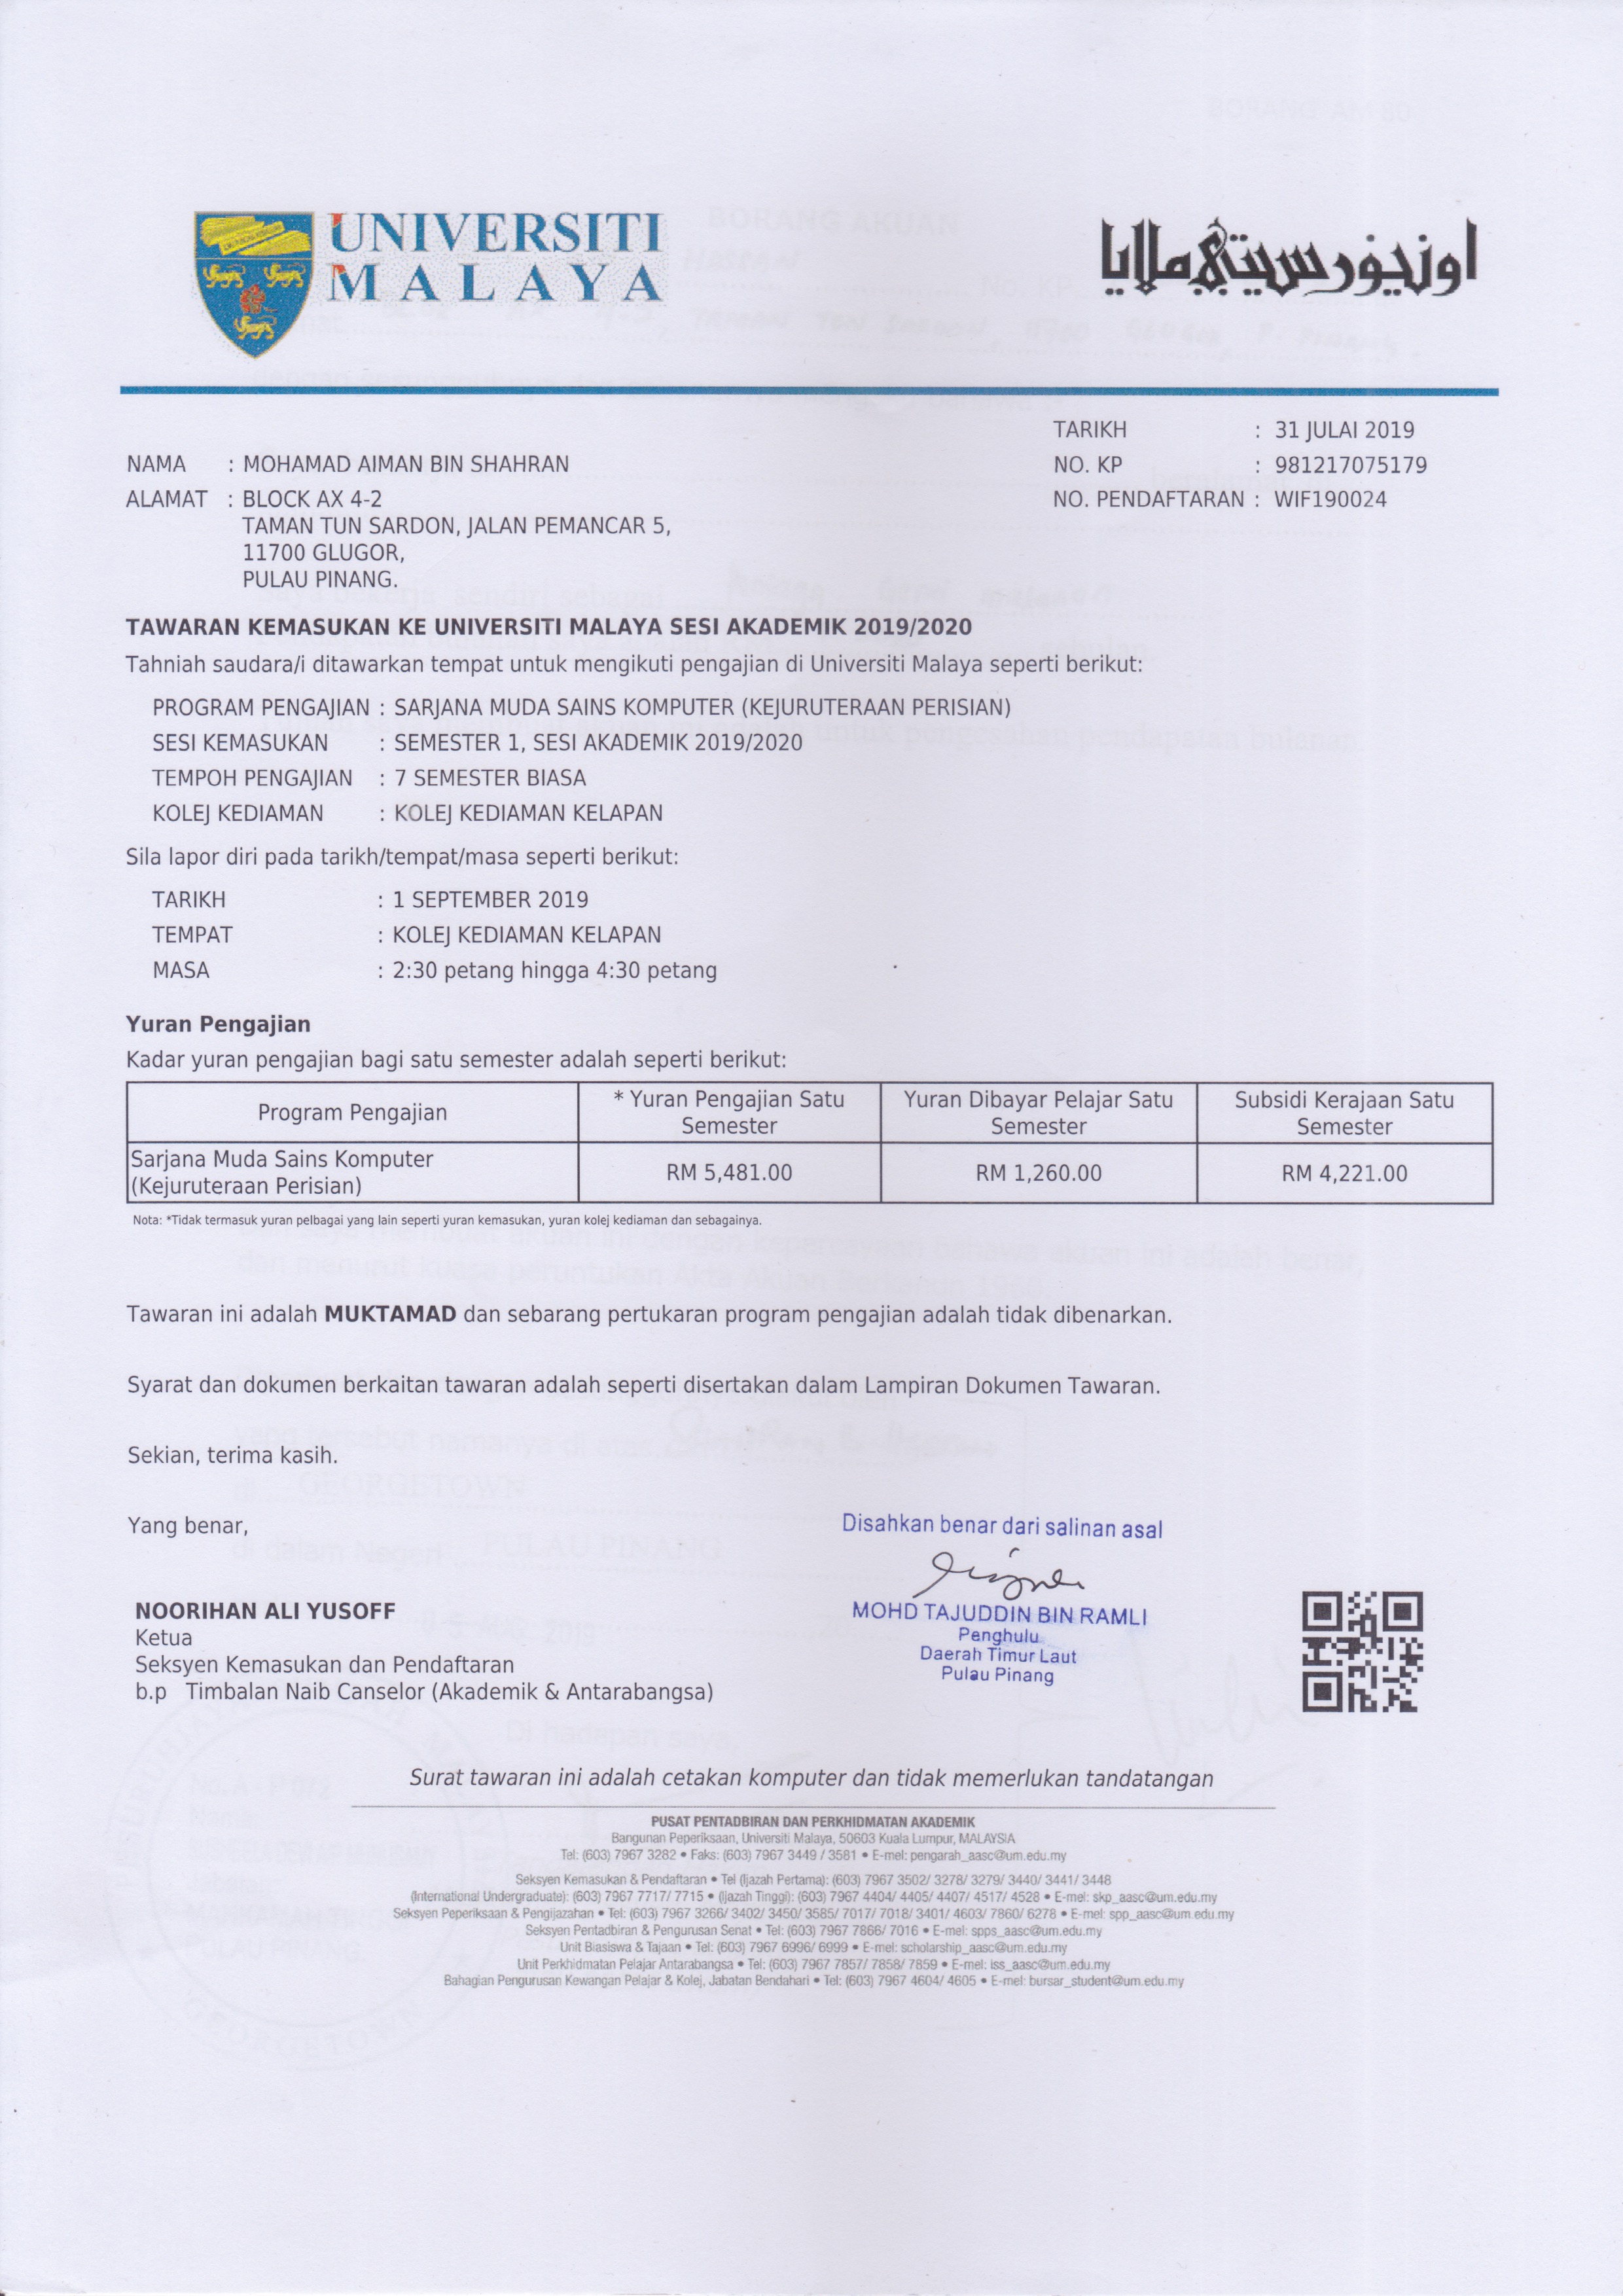 UNIVERSITI
MALAYA
اونيۏرسيتي ملايا
TARIKH : 31 JULAI 2019
NAMA : MOHAMAD AIMAN BIN SHAHRAN
NO. KP : 981217075179
ALAMAT : BLOCK AX 4-2
NO. PENDAFTARAN : WIF190024
TAMAN TUN SARDON, JALAN PEMANCAR 5,
11700 GLUGOR,
PULAU PINANG.
TAWARAN KEMASUKAN KE UNIVERSITI MALAYA SESI AKADEMIK 2019/2020
Tahniah saudara/i ditawarkan tempat untuk mengikuti pengajian di Universiti Malaya seperti berikut:
PROGRAM PENGAJIAN : SARJANA MUDA SAINS KOMPUTER (KEJURUTERAAN PERISIAN)
SESI KEMASUKAN : SEMESTER 1, SESI AKADEMIK 2019/2020
TEMPOH PENGAJIAN : 7 SEMESTER BIASA
KOLEJ KEDIAMAN : KOLEJ KEDIAMAN KELAPAN
Sila lapor diri pada tarikh/tempat/masa seperti berikut:
TARIKH : 1 SEPTEMBER 2019
TEMPAT : KOLEJ KEDIAMAN KELAPAN
MASA : 2:30 petang hingga 4:30 petang
Yuran Pengajian
Kadar yuran pengajian bagi satu semester adalah seperti berikut:
Program Pengajian
* Yuran Pengajian Satu
Semester
Yuran Dibayar Pelajar Satu
Semester
Subsidi Kerajaan Satu
Semester
Sarjana Muda Sains Komputer
(Kejuruteraan Perisian)
RM 5,481.00
RM 1,260.00
RM 4,221.00
Nota: *Tidak termasuk yuran pelbagai yang lain seperti yuran kemasukan, yuran kolej kediaman dan sebagainya.
Tawaran ini adalah MUKTAMAD dan sebarang pertukaran program pengajian adalah tidak dibenarkan.
Syarat dan dokumen berkaitan tawaran adalah seperti disertakan dalam Lampiran Dokumen Tawaran.
Sekian, terima kasih.
Yang benar,
NOORIHAN ALI YUSOFF
Ketua
Seksyen Kemasukan dan Pendaftaran
b.p Timbalan Naib Canselor (Akademik & Antarabangsa)
Disahkan benar dari salinan asal
MOHD TAJUDDIN BIN RAMLI
Penghulu
Daerah Timur Laut
Pulau Pinang
Surat tawaran ini adalah cetakan komputer dan tidak memerlukan tandatangan
PUSAT PENTADBIRAN DAN PERKHIDMATAN AKADEMIK
Bangunan Peperiksaan, Universiti Malaya, 50603 Kuala Lumpur, MALAYSIA
Tel: (603) 7967 3282 • Faks: (603) 7967 3449 / 3581 • E-mel: pengarah_aasc@um.edu.my
Seksyen Kemasukan & Pendaftaran • Tel (Ijazah Pertama): (603) 7967 3502/ 3278/ 3279/ 3440/ 3441/ 3448
(International Undergraduate): (603) 7967 7717/ 7715 • (Ijazah Tinggi): (603) 7967 4404/ 4405/ 4407/ 4517/ 4528 • E-mel: skp_aasc@um.edu.my
Seksyen Peperiksaan & Pengijazahan • Tel: (603) 7967 3266/ 3402/ 3450/ 3585/ 7017/ 7018/ 3401/ 4603/ 7860/ 6278 • E-mel: spp_aasc@um.edu.my
Seksyen Pentadbiran & Pengurusan Senat • Tel: (603) 7967 7866/ 7016 • E-mel: spps_aasc@um.edu.my
Unit Biasiswa & Tajaan • Tel: (603) 7967 6996/ 6999 • E-mel: scholarship_aasc@um.edu.my
Unit Perkhidmatan Pelajar Antarabangsa • Tel: (603) 7967 7857/ 7858/ 7859 • E-mel: iss_aasc@um.edu.my
Bahagian Pengurusan Kewangan Pelajar & Kolej, Jabatan Bendahari • Tel: (603) 7967 4604/ 4605 • E-mel: bursar_student@um.edu.my